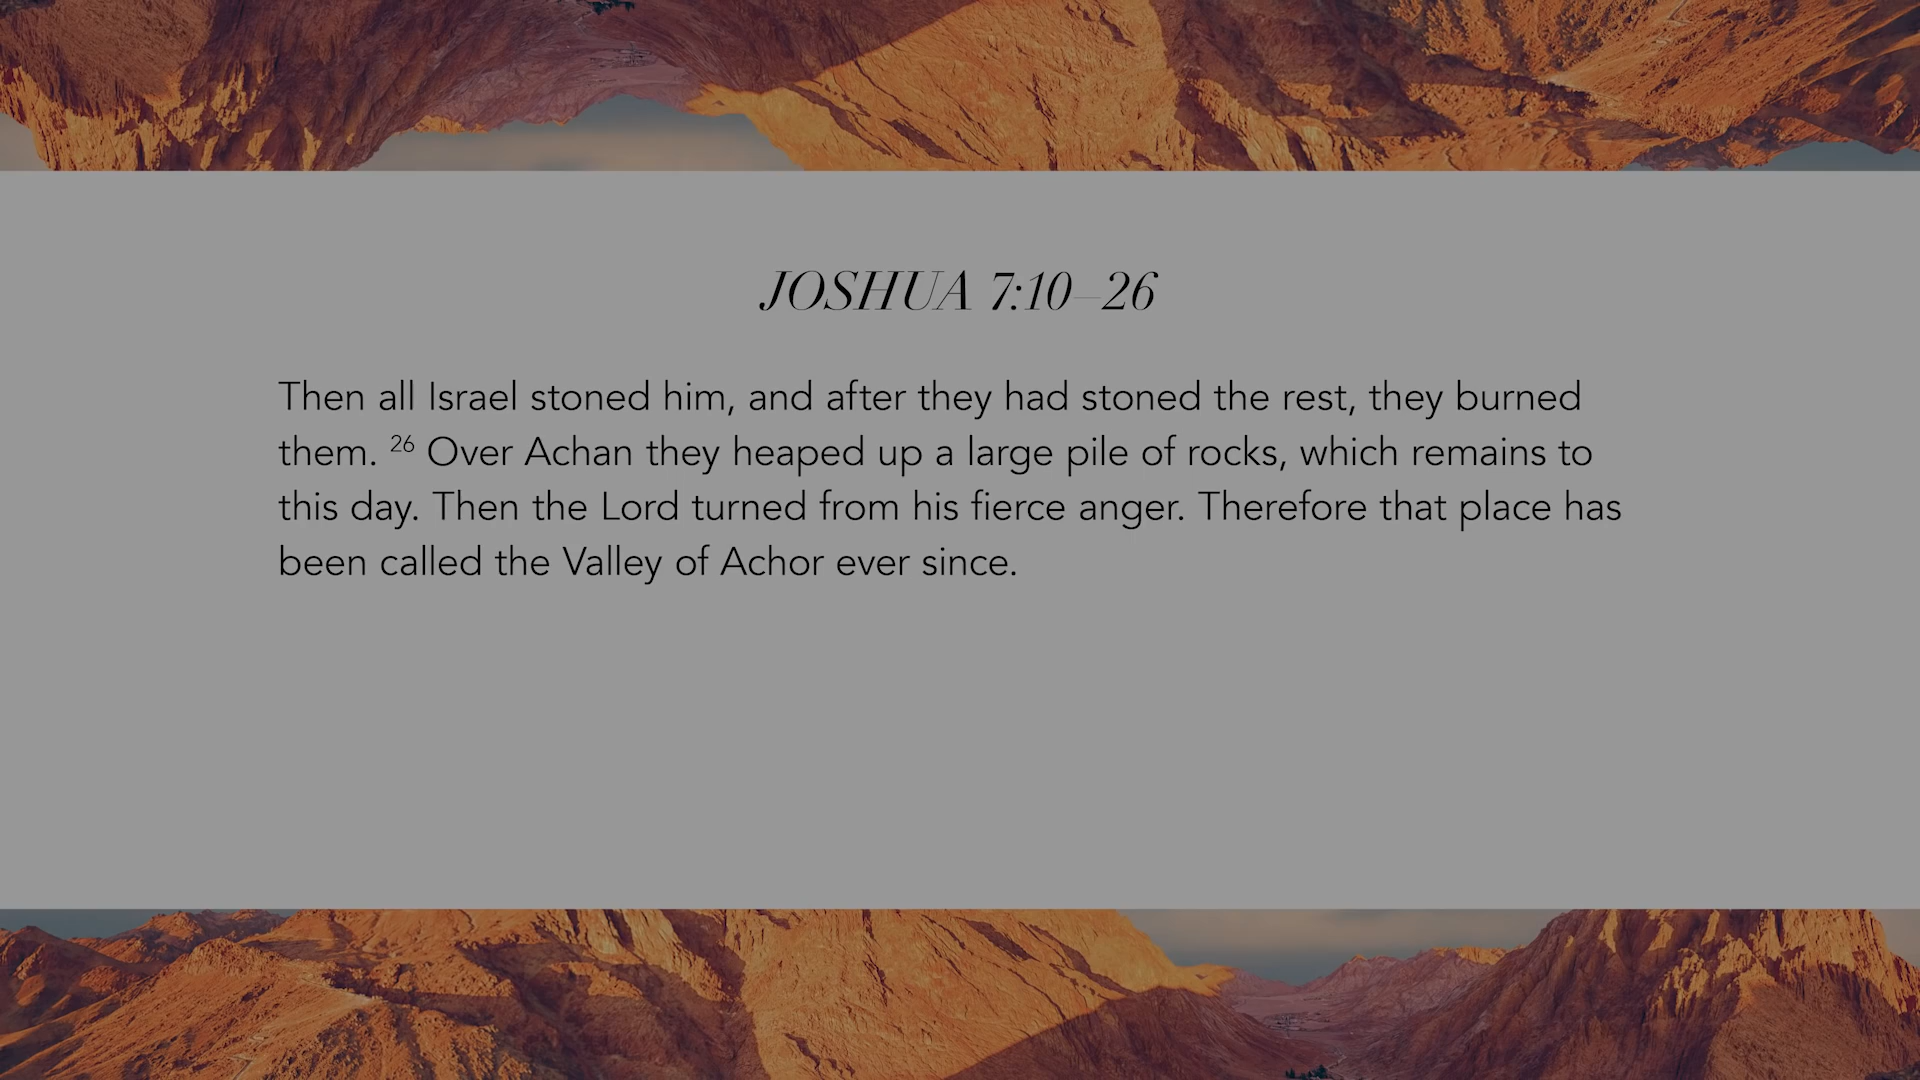 JOSHUA 7:10–26
Then all Israel stoned him, and after they had stoned the rest, they burned
them. 26 Over Achan they heaped up a large pile of rocks, which remains to
this day. Then the Lord turned from his fierce anger. Therefore that place has
been called the Valley of Achor ever since.